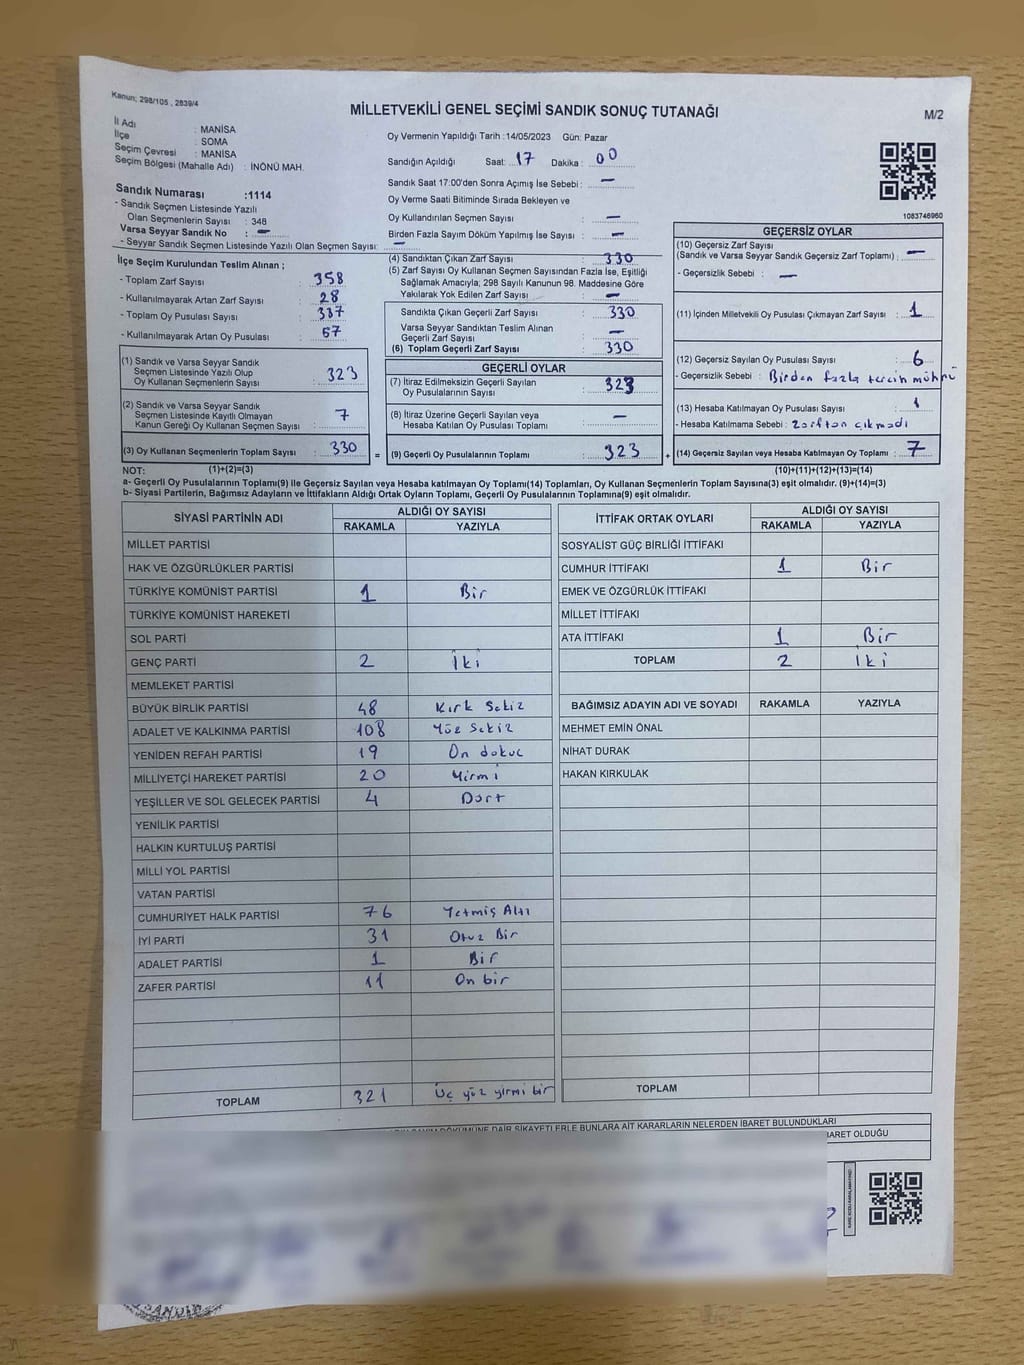 Kanun; 298/105 , 2839/4
MİLLETVEKİLİ GENEL SEÇİMİ SANDIK SONUÇ TUTANAĞI
M/2
İl Adı : MANİSA
İlçe : SOMA
Seçim Çevresi : MANİSA
Seçim Bölgesi (Mahalle Adı) : İNÖNÜ MAH.
Sandık Numarası :1114
- Sandık Seçmen Listesinde Yazılı
Olan Seçmenlerin Sayısı : 348
Varsa Seyyar Sandık No : —
- Seyyar Sandık Seçmen Listesinde Yazılı Olan Seçmen Sayısı: —
Oy Vermenin Yapıldığı Tarih :14/05/2023 Gün: Pazar
Sandığın Açıldığı Saat: 17 Dakika : 00
Sandık Saat 17:00'den Sonra Açımış İse Sebebi : —
Oy Verme Saati Bitiminde Sırada Bekleyen ve
Oy Kullandırılan Seçmen Sayısı : —
Birden Fazla Sayım Döküm Yapılmış İse Sayısı : —
1083746960
İlçe Seçim Kurulundan Teslim Alınan ;
- Toplam Zarf Sayısı : 358
- Kullanılmayarak Artan Zarf Sayısı : 28
- Toplam Oy Pusulası Sayısı : 387
- Kullanılmayarak Artan Oy Pusulası : 57
(1) Sandık ve Varsa Seyyar Sandık
Seçmen Listesinde Yazılı Olup
Oy Kullanan Seçmenlerin Sayısı : 323
(2) Sandık ve Varsa Seyyar Sandık
Seçmen Listesinde Kayıtlı Olmayan
Kanun Gereği Oy Kullanan Seçmen Sayısı : 7
(3) Oy Kullanan Seçmenlerin Toplam Sayısı : 330 =
(4) Sandıktan Çıkan Zarf Sayısı : 330
(5) Zarf Sayısı Oy Kullanan Seçmen Sayısından Fazla İse, Eşitliği
Sağlamak Amacıyla; 298 Sayılı Kanunun 98. Maddesine Göre
Yakılarak Yok Edilen Zarf Sayısı : —
Sandıkta Çıkan Geçerli Zarf Sayısı : 330
Varsa Seyyar Sandıktan Teslim Alınan
Geçerli Zarf Sayısı : —
(6) Toplam Geçerli Zarf Sayısı : 330
GEÇERLİ OYLAR
(7) İtiraz Edilmeksizin Geçerli Sayılan
Oy Pusulalarının Sayısı : 323
(8) İtiraz Üzerine Geçerli Sayılan veya
Hesaba Katılan Oy Pusulası Toplamı : —
(9) Geçerli Oy Pusulalarının Toplamı : 323 +
GEÇERSİZ OYLAR
(10) Geçersiz Zarf Sayısı
(Sandık ve Varsa Seyyar Sandık Geçersiz Zarf Toplamı) : —
- Geçersizlik Sebebi : —
(11) İçinden Milletvekili Oy Pusulası Çıkmayan Zarf Sayısı : 1
(12) Geçersiz Sayılan Oy Pusulası Sayısı : 6
- Geçersizlik Sebebi : Birden fazla tercih mührü
(13) Hesaba Katılmayan Oy Pusulası Sayısı : 1
- Hesaba Katılmama Sebebi : Zarftan çıkmadı
(14) Geçersiz Sayılan veya Hesaba Katılmayan Oy Toplamı : 7
NOT: (1)+(2)=(3) (10)+(11)+(12)+(13)=(14)
a- Geçerli Oy Pusulalarının Toplamı(9) ile Geçersiz Sayılan veya Hesaba katılmayan Oy Toplamı(14) Toplamları, Oy Kullanan Seçmenlerin Toplam Sayısına(3) eşit olmalıdır. (9)+(14)=(3)
b- Siyasi Partilerin, Bağımsız Adayların ve İttifakların Aldığı Ortak Oyların Toplamı, Geçerli Oy Pusulalarının Toplamına(9) eşit olmalıdır.
SİYASİ PARTİNİN ADI ALDIĞI OY SAYISI
RAKAMLA YAZIYLA
MİLLET PARTİSİ
HAK VE ÖZGÜRLÜKLER PARTİSİ
TÜRKİYE KOMÜNİST PARTİSİ 1 Bir
TÜRKİYE KOMÜNİST HAREKETİ
SOL PARTİ
GENÇ PARTİ 2 İki
MEMLEKET PARTİSİ
BÜYÜK BİRLİK PARTİSİ 48 Kırk Sekiz
ADALET VE KALKINMA PARTİSİ 108 Yüz Sekiz
YENİDEN REFAH PARTİSİ 19 On dokuz
MİLLİYETÇİ HAREKET PARTİSİ 20 Yirmi
YEŞİLLER VE SOL GELECEK PARTİSİ 4 Dört
YENİLİK PARTİSİ
HALKIN KURTULUŞ PARTİSİ
MİLLİ YOL PARTİSİ
VATAN PARTİSİ
CUMHURİYET HALK PARTİSİ 76 Yetmiş Altı
İYİ PARTİ 31 Otuz Bir
ADALET PARTİSİ 1 Bir
ZAFER PARTİSİ 11 On bir
TOPLAM 321 Üç yüz yirmi bir
İTTİFAK ORTAK OYLARI ALDIĞI OY SAYISI
RAKAMLA YAZIYLA
SOSYALİST GÜÇ BİRLİĞİ İTTİFAKI
CUMHUR İTTİFAKI 1 Bir
EMEK VE ÖZGÜRLÜK İTTİFAKI
MİLLET İTTİFAKI
ATA İTTİFAKI 1 Bir
TOPLAM 2 İki
BAĞIMSIZ ADAYIN ADI VE SOYADI RAKAMLA YAZIYLA
MEHMET EMİN ÖNAL
NİHAT DURAK
HAKAN KIRKULAK
TOPLAM
DÖKÜMÜNE DAİR ŞİKAYETLERLE BUNLARA AİT KARARLARIN NELERDEN İBARET BULUNDUKLARI
OLDUĞU
SANDIK